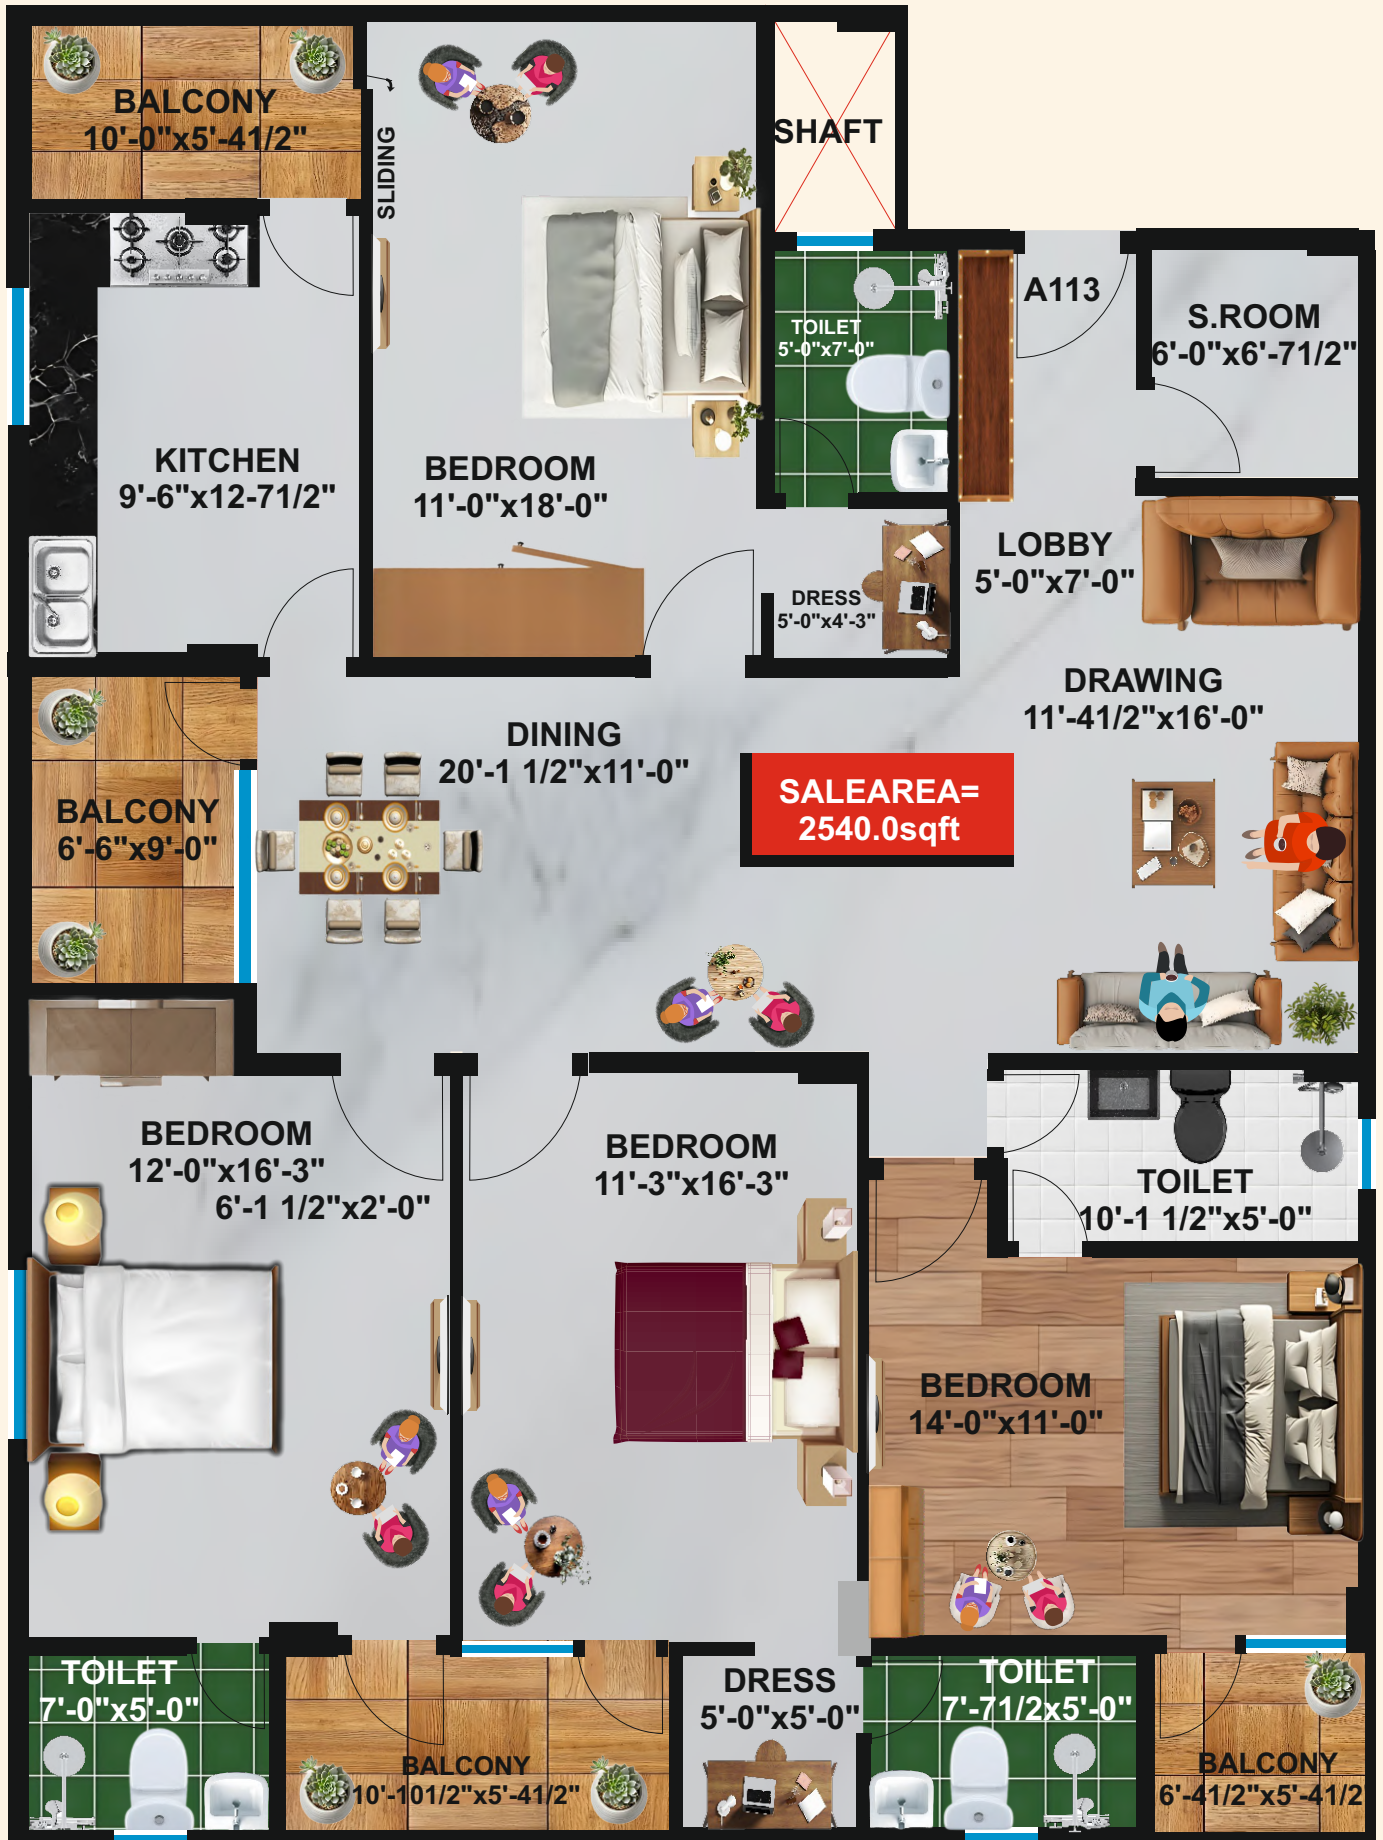 BALCONY
10'-0"x5'-41/2"
SLIDING
SHAFT
A113
S.ROOM
6'-0"x6'-71/2"
TOILET
5'-0"x7'-0"
KITCHEN
9'-6"x12-71/2"
BEDROOM
11'-0"x18'-0"
LOBBY
5'-0"x7'-0"
DRESS
5'-0"x4'-3"
DRAWING
11'-41/2"x16'-0"
DINING
20'-1 1/2"x11'-0"
SALEAREA=
2540.0sqft
BALCONY
6'-6"x9'-0"
BEDROOM
12'-0"x16'-3"
6'-1 1/2"x2'-0"
BEDROOM
11'-3"x16'-3"
TOILET
10'-1 1/2"x5'-0"
BEDROOM
14'-0"x11'-0"
TOILET
7'-0"x5'-0"
BALCONY
10'-101/2"x5'-41/2"
DRESS
5'-0"x5'-0"
TOILET
7'-71/2x5'-0"
BALCONY
6'-41/2"x5'-41/2